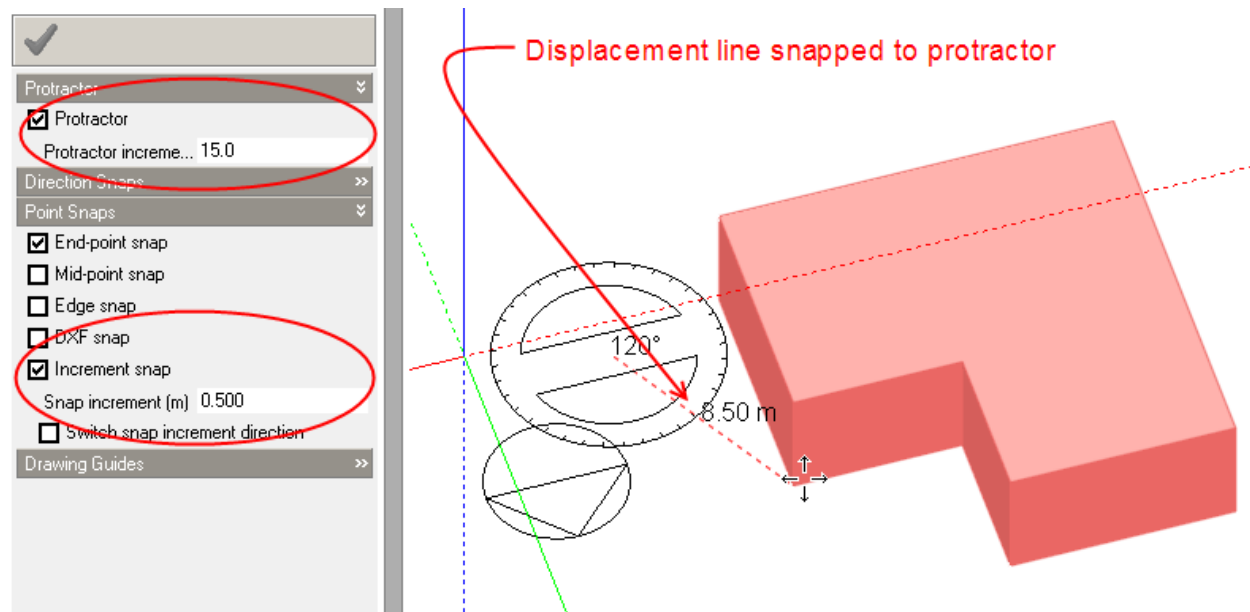 Displacement line snapped to protractor
Protractor
Protractor
Protractor increme... 15.0
Direction Snaps
Point Snaps
End-point snap
Mid-point snap
Edge snap
DXF snap
Increment snap
Snap increment (m) 0.500
Switch snap increment direction
Drawing Guides
120°
8.50 m